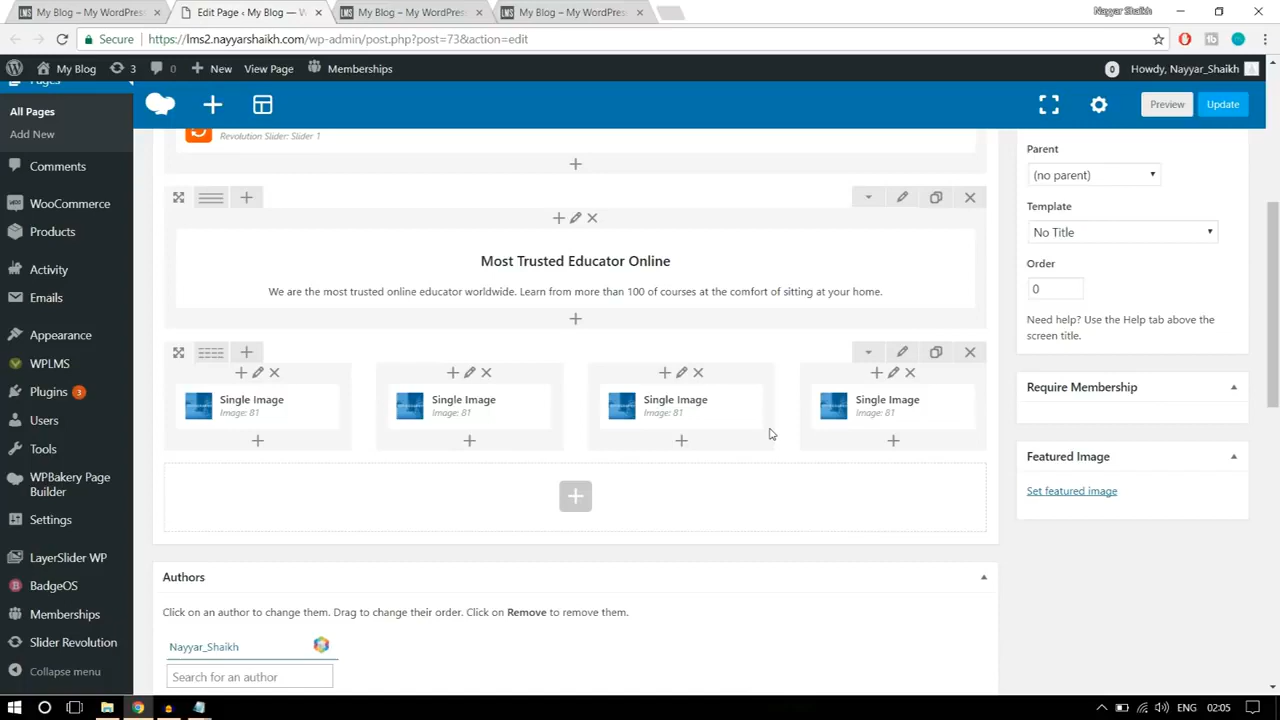 My Blog – My WordPress
Edit Page ‹ My Blog — W
My Blog – My WordPress
My Blog – My WordPress
Nayyar Shaikh
Secure
https://lms2.nayyarshaikh.com/wp-admin/post.php?post=73&action=edit
My Blog
3
0
New
View Page
Memberships
0
Howdy, Nayyar_Shaikh
Pages
All Pages
Add New
Comments
WooCommerce
Products
Activity
Emails
Appearance
WPLMS
Plugins 3
Users
Tools
WPBakery Page
Builder
Settings
LayerSlider WP
BadgeOS
Memberships
Slider Revolution
Collapse menu
Preview
Update
Revolution Slider: Slider 1
Most Trusted Educator Online
We are the most trusted online educator worldwide. Learn from more than 100 of courses at the comfort of sitting at your home.
Single Image
Image: 81
Single Image
Image: 81
Single Image
Image: 81
Single Image
Image: 81
Authors
Click on an author to change them. Drag to change their order. Click on Remove to remove them.
Nayyar_Shaikh
Search for an author
Parent
(no parent)
Template
No Title
Order
0
Need help? Use the Help tab above the
screen title.
Require Membership
Featured Image
Set featured image
ENG
02:05